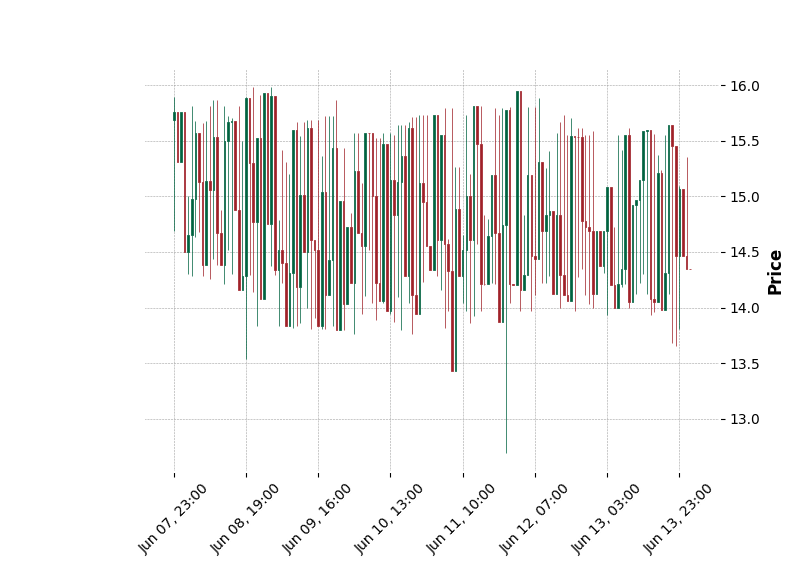 16.0
15.5
15.0
14.5
14.0
13.5
13.0
Price
Jun 07, 23:00
Jun 08, 19:00
Jun 09, 16:00
Jun 10, 13:00
Jun 11, 10:00
Jun 12, 07:00
Jun 13, 03:00
Jun 13, 23:00